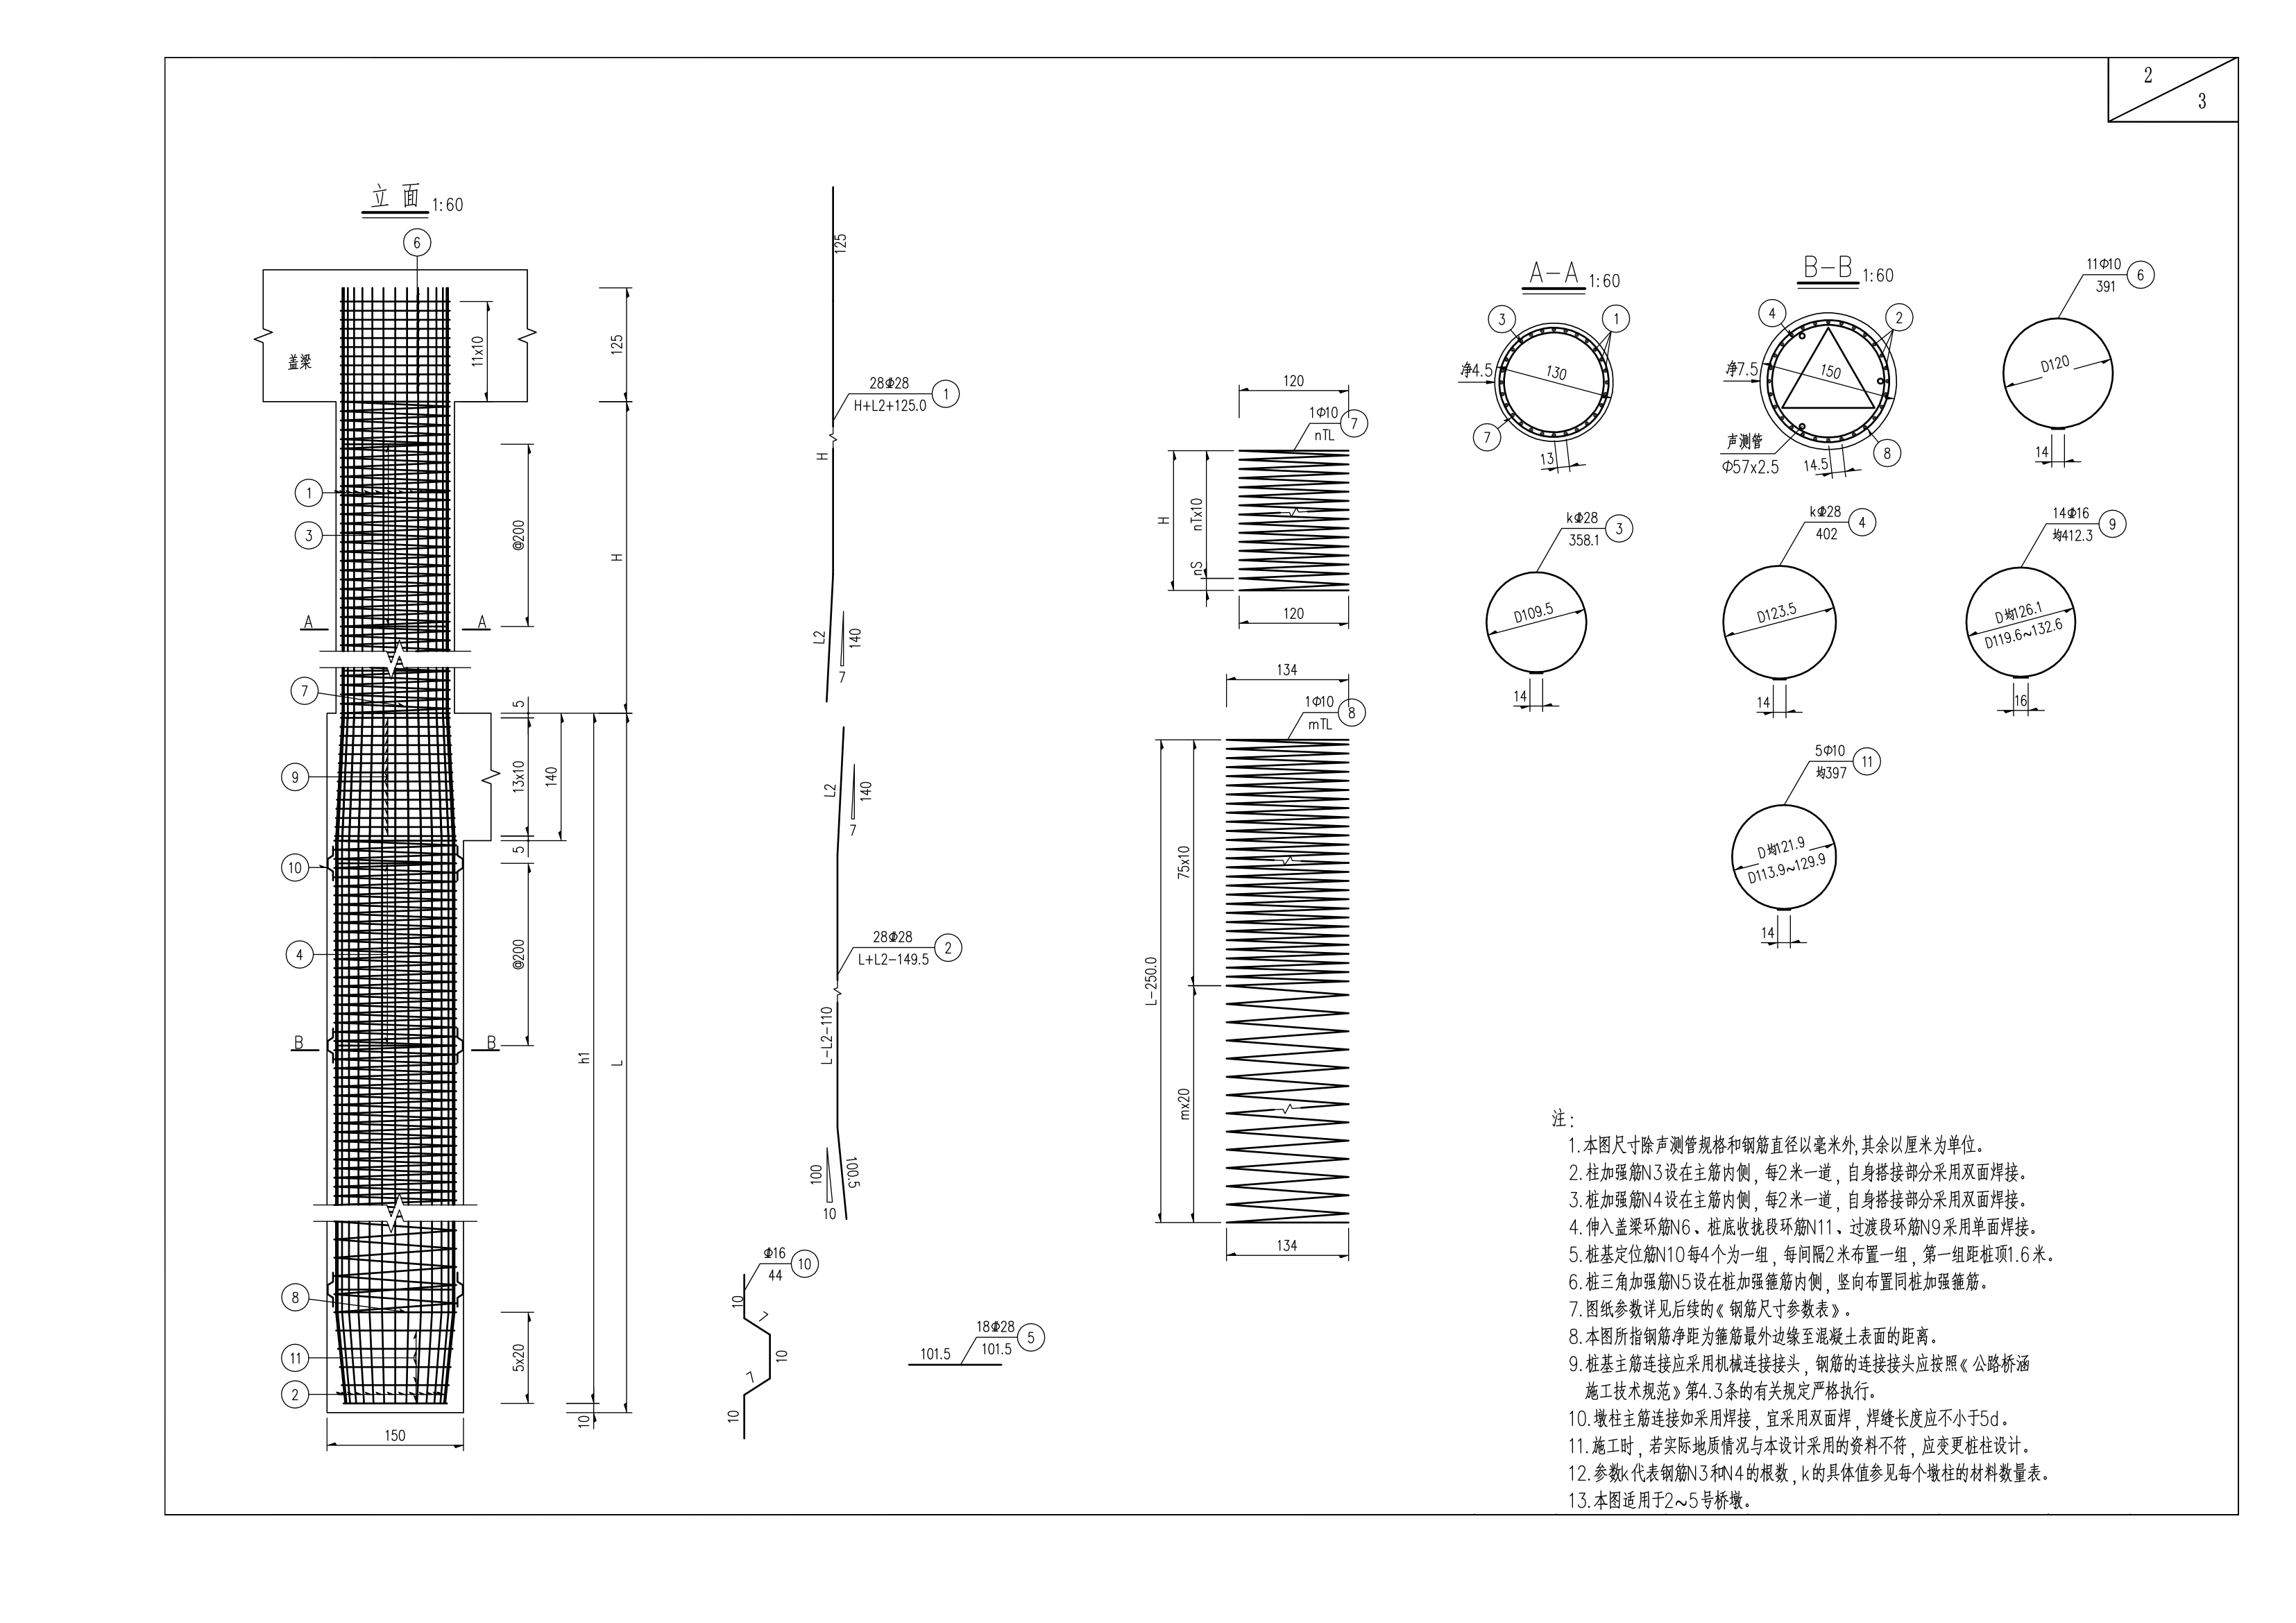 2
3
立 面
1:60
6
盖梁
11x10
125
1
3
@200
H
A
A
7
5
9
13x10
140
5
10
4
@200
B
B
h1
L
8
11
5x20
2
10
150
125
28Φ28
H+L2+125.0
1
H
L2
140
7
L2
140
7
28Φ28
L+L2-149.5
2
L-L2-110
100
10
100.5
Φ16
44
10
10
7
10
7
10
18Φ28
101.5
101.5
5
120
1Φ10
nTL
7
H
nTx10
nS
120
134
1Φ10
mTL
8
75x10
L-250.0
mx20
134
A-A
1:60
3
1
净4.5
130
7
13
B-B
1:60
4
2
净7.5
150
声测管
Φ57x2.5
14.5
8
11Φ10
391
6
D120
14
kΦ28
358.1
3
D109.5
14
kΦ28
402
4
D123.5
14
14Φ16
均412.3
9
D均126.1
D119.6~132.6
16
5Φ10
均397
11
D均121.9
D113.9~129.9
14
注:
1.本图尺寸除声测管规格和钢筋直径以毫米外,其余以厘米为单位。
2.柱加强筋N3设在主筋内侧，每2米一道，自身搭接部分采用双面焊接。
3.桩加强筋N4设在主筋内侧，每2米一道，自身搭接部分采用双面焊接。
4.伸入盖梁环筋N6、桩底收拢段环筋N11、过渡段环筋N9采用单面焊接。
5.桩基定位筋N10每4个为一组，每间隔2米布置一组，第一组距桩顶1.6米。
6.桩三角加强筋N5设在桩加强箍筋内侧，竖向布置同桩加强箍筋。
7.图纸参数详见后续的《钢筋尺寸参数表》。
8.本图所指钢筋净距为箍筋最外边缘至混凝土表面的距离。
9.桩基主筋连接应采用机械连接接头，钢筋的连接接头应按照《公路桥涵
施工技术规范》第4.3条的有关规定严格执行。
10.墩柱主筋连接如采用焊接，宜采用双面焊，焊缝长度应不小于5d。
11.施工时，若实际地质情况与本设计采用的资料不符，应变更桩柱设计。
12.参数k代表钢筋N3和N4的根数，k的具体值参见每个墩柱的材料数量表。
13.本图适用于2~5号桥墩。